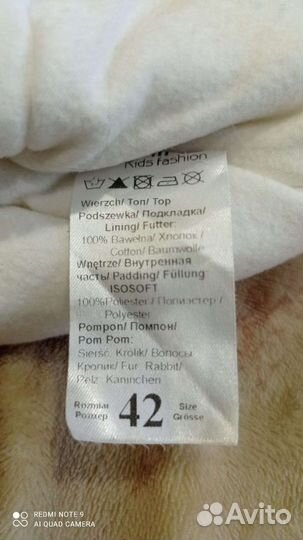 Kids Fashion
Wierzch/ Ton/ Top
Podszewka/ Подкладка/
Lining/ Futter:
100% Bawełna/ Хлопок /
Cotton/ Baumwolle
Wnętrze/ Внутренная
часть/ Padding/ Füllung
ISOSOFT
100%Poliester / Полиэстер /
Polyester
Pompon/ Помпон/
Pom Pom:
Sierść, Królik/ Волосы
Кролик/ Fur, Rabbit/
Pelz, Kaninchen
Rozmiar
Размер
42
Size
Grösse
REDMI NOTE 9
AI QUAD CAMERA
Avito